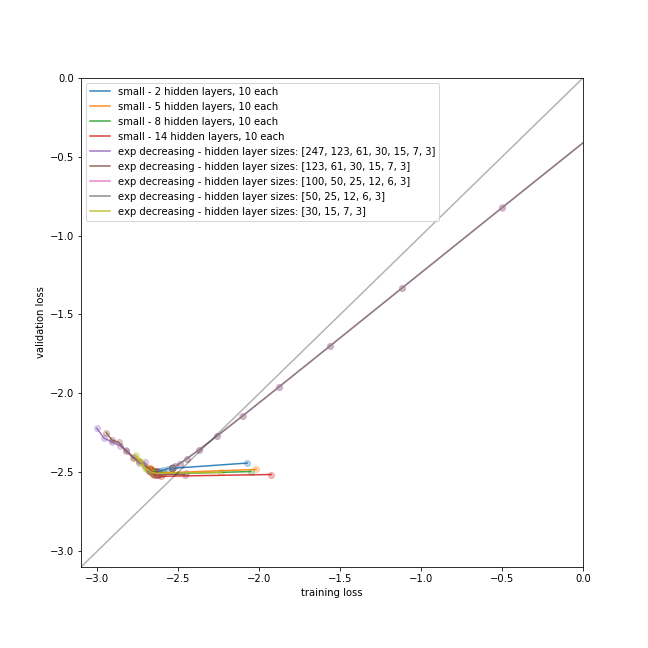 0.0
−0.5
−1.0
−1.5
−2.0
−2.5
−3.0
validation loss
small - 2 hidden layers, 10 each
small - 5 hidden layers, 10 each
small - 8 hidden layers, 10 each
small - 14 hidden layers, 10 each
exp decreasing - hidden layer sizes: [247, 123, 61, 30, 15, 7, 3]
exp decreasing - hidden layer sizes: [123, 61, 30, 15, 7, 3]
exp decreasing - hidden layer sizes: [100, 50, 25, 12, 6, 3]
exp decreasing - hidden layer sizes: [50, 25, 12, 6, 3]
exp decreasing - hidden layer sizes: [30, 15, 7, 3]
−3.0 −2.5 −2.0 −1.5 −1.0 −0.5 0.0
training loss